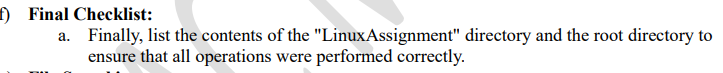 f) Final Checklist:
a. Finally, list the contents of the "LinuxAssignment" directory and the root directory to
ensure that all operations were performed correctly.